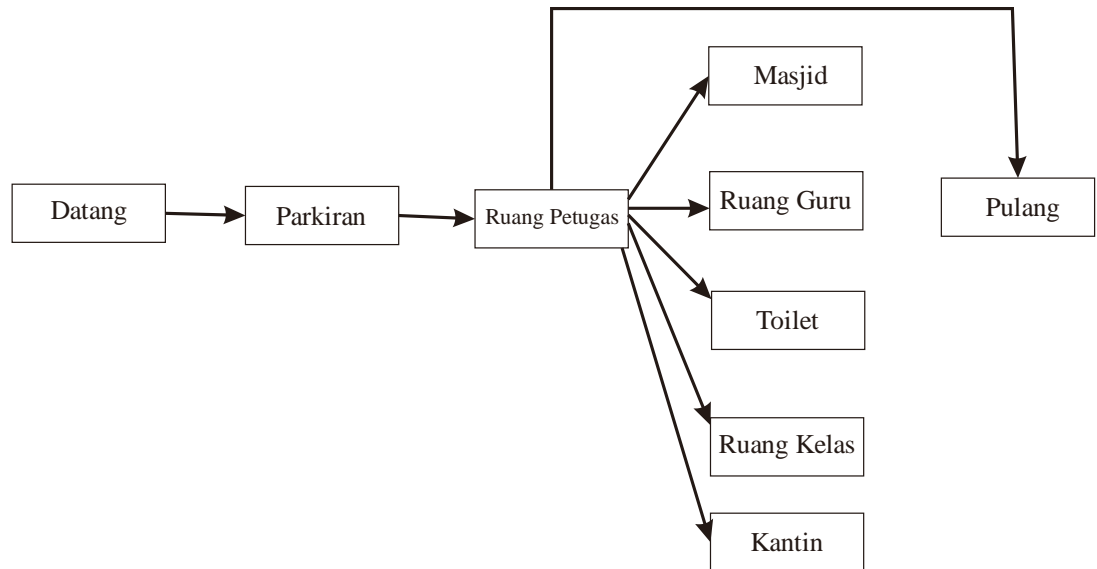 Datang
Parkiran
Ruang Petugas
Masjid
Ruang Guru
Toilet
Ruang Kelas
Kantin
Pulang